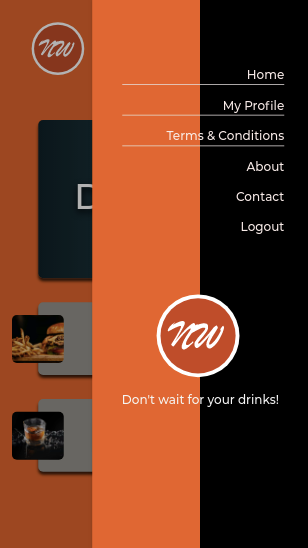 NW
Home
My Profile
Terms & Conditions
About
Contact
Logout
D
NW
Don't wait for your drinks!